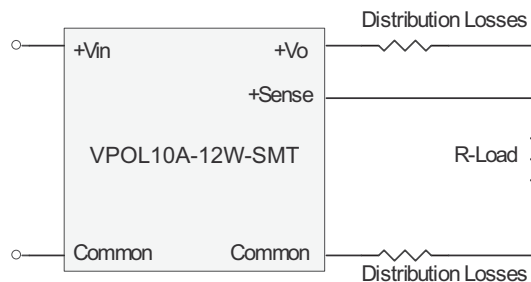 Distribution Losses
+Vin
+Vo
+Sense
VPOL10A-12W-SMT
R-Load
Common
Common
Distribution Losses